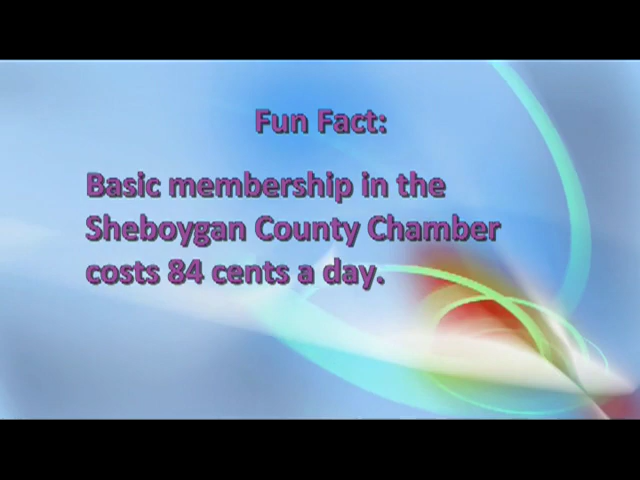 Fun Fact:
Basic membership in the
Sheboygan County Chamber
costs 84 cents a day.